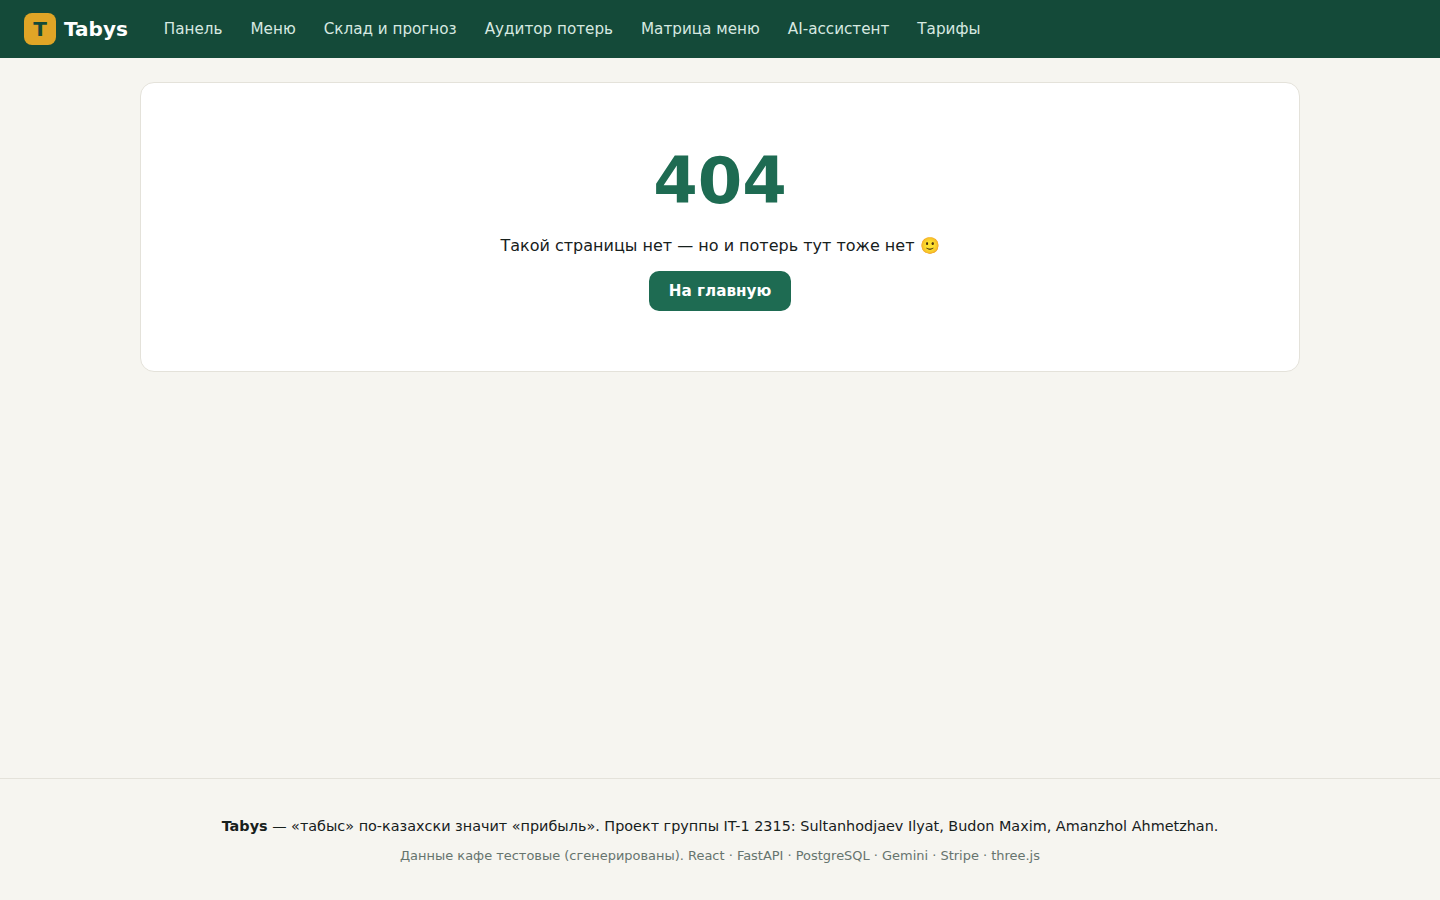 T Tabys Панель Меню Склад и прогноз Аудитор потерь Матрица меню AI-ассистент Тарифы
404
Такой страницы нет — но и потерь тут тоже нет 🙂
На главную
Tabys — «табыс» по-казахски значит «прибыль». Проект группы IT-1 2315: Sultanhodjaev Ilyat, Budon Maxim, Amanzhol Ahmetzhan.
Данные кафе тестовые (сгенерированы). React · FastAPI · PostgreSQL · Gemini · Stripe · three.js